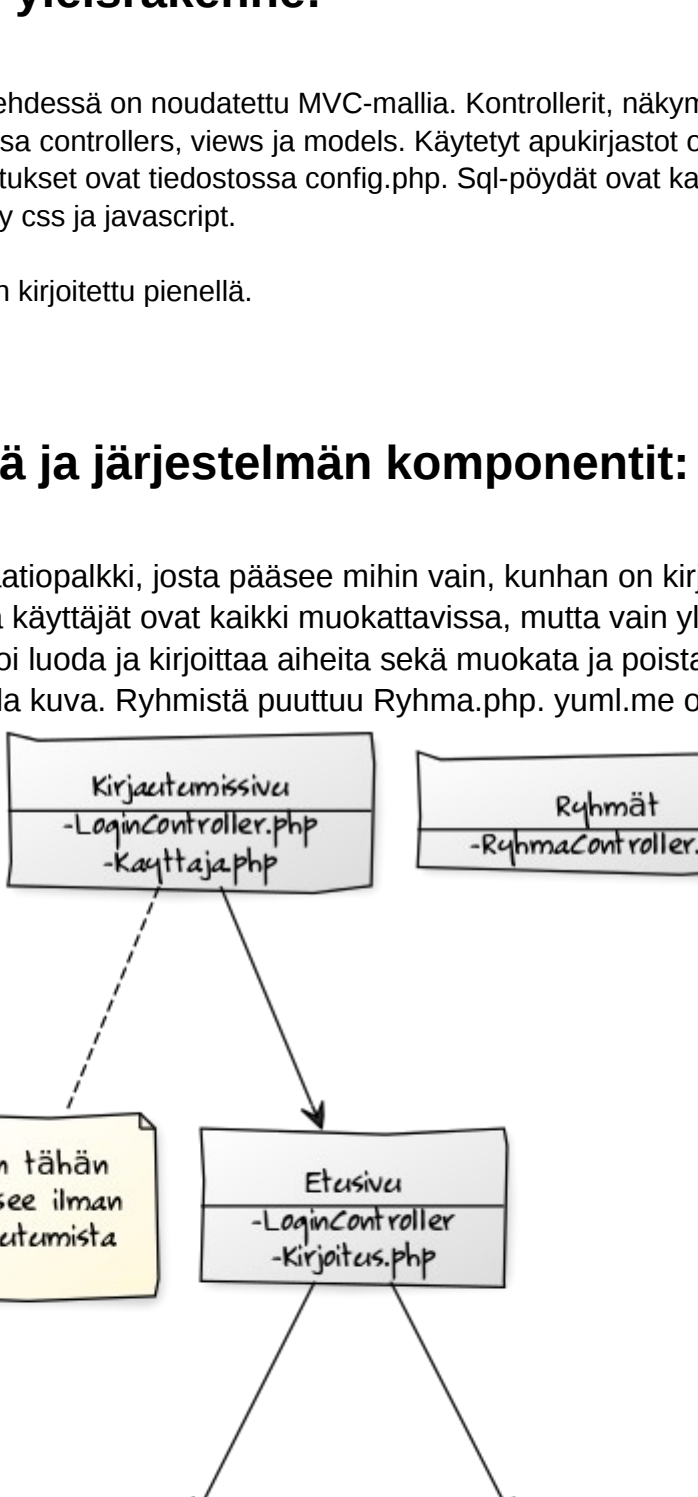 yleisrakenne:
ehdessä on noudatettu MVC-mallia. Kontrollerit, näkym
sa controllers, views ja models. Käytetyt apukirjastot o
tukset ovat tiedostossa config.php. Sql-pöydät ovat ka
y css ja javascript.
n kirjoitettu pienellä.
ä ja järjestelmän komponentit:
atiopalkki, josta pääsee mihin vain, kunhan on kirj
a käyttäjät ovat kaikki muokattavissa, mutta vain yl
oi luoda ja kirjoittaa aiheita sekä muokata ja poista
la kuva. Ryhmistä puuttuu Ryhma.php. yuml.me o
Kirjautumissivu
-LoginController.php
-Kayttaja.php
Ryhmät
-RyhmaController.
n tähän
see ilman
utumista
Etusivu
-LoginController
-Kirjoitus.php